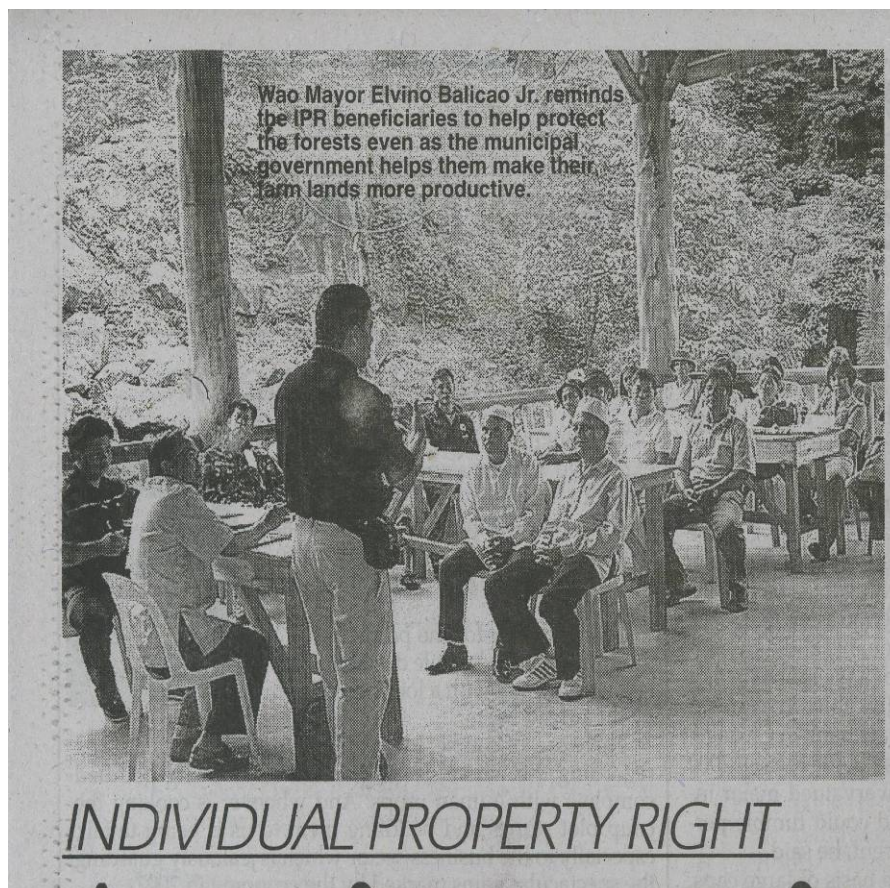 Wao Mayor Elvino Balicao Jr. reminds
the IPR beneficiaries to help protect
the forests even as the municipal
government helps them make their
farm lands more productive.
INDIVIDUAL PROPERTY RIGHT